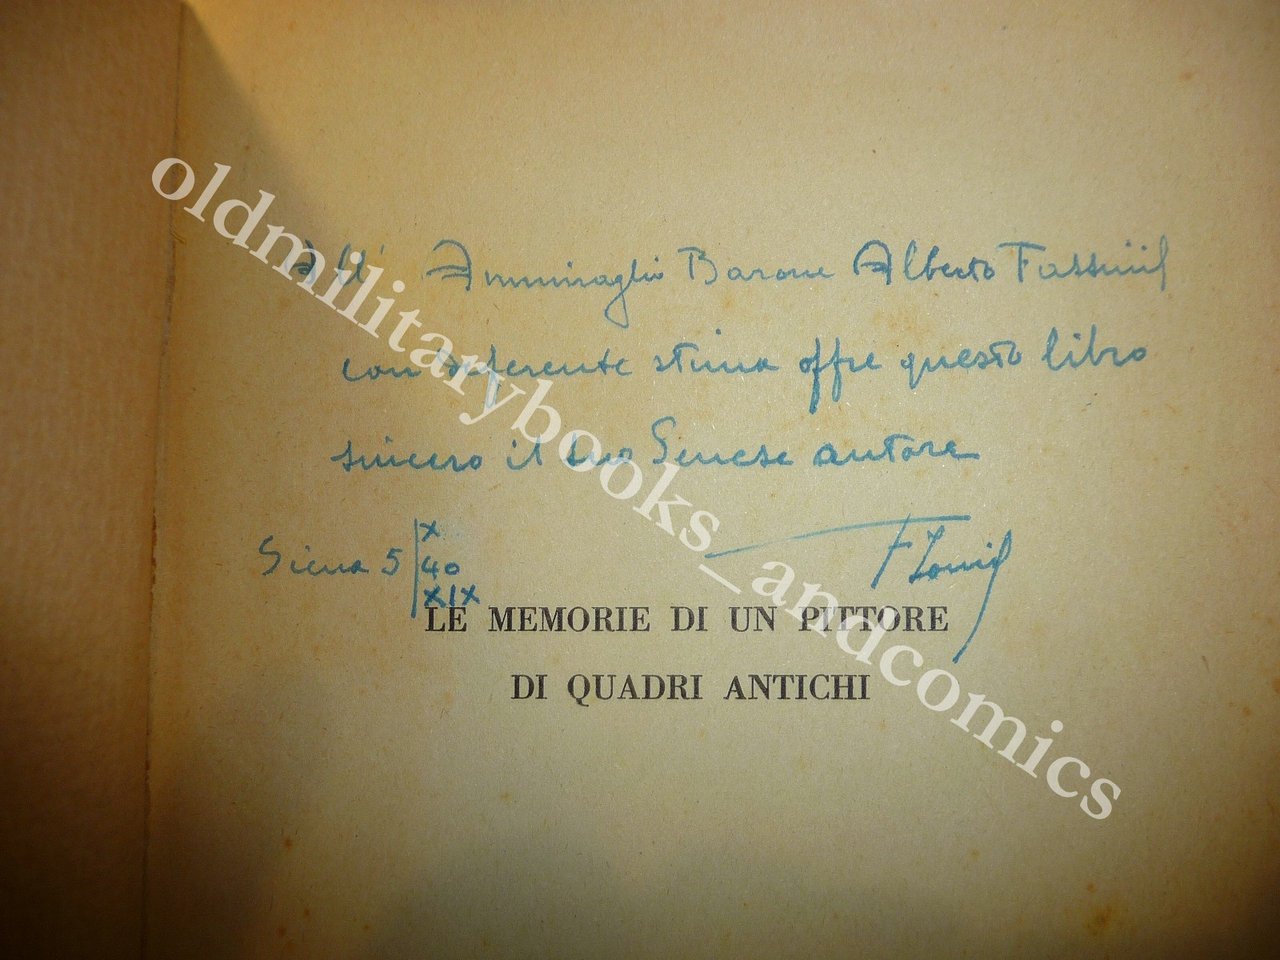 All' Ammiraglio Barone Alberto Fassini
con deferente stima offre questo libro
sincero il suo Senese autore
F Joni
Siena 5 X
40
XIX
LE MEMORIE DI UN PITTORE
DI QUADRI ANTICHI
oldmilitarybooks_andcomics